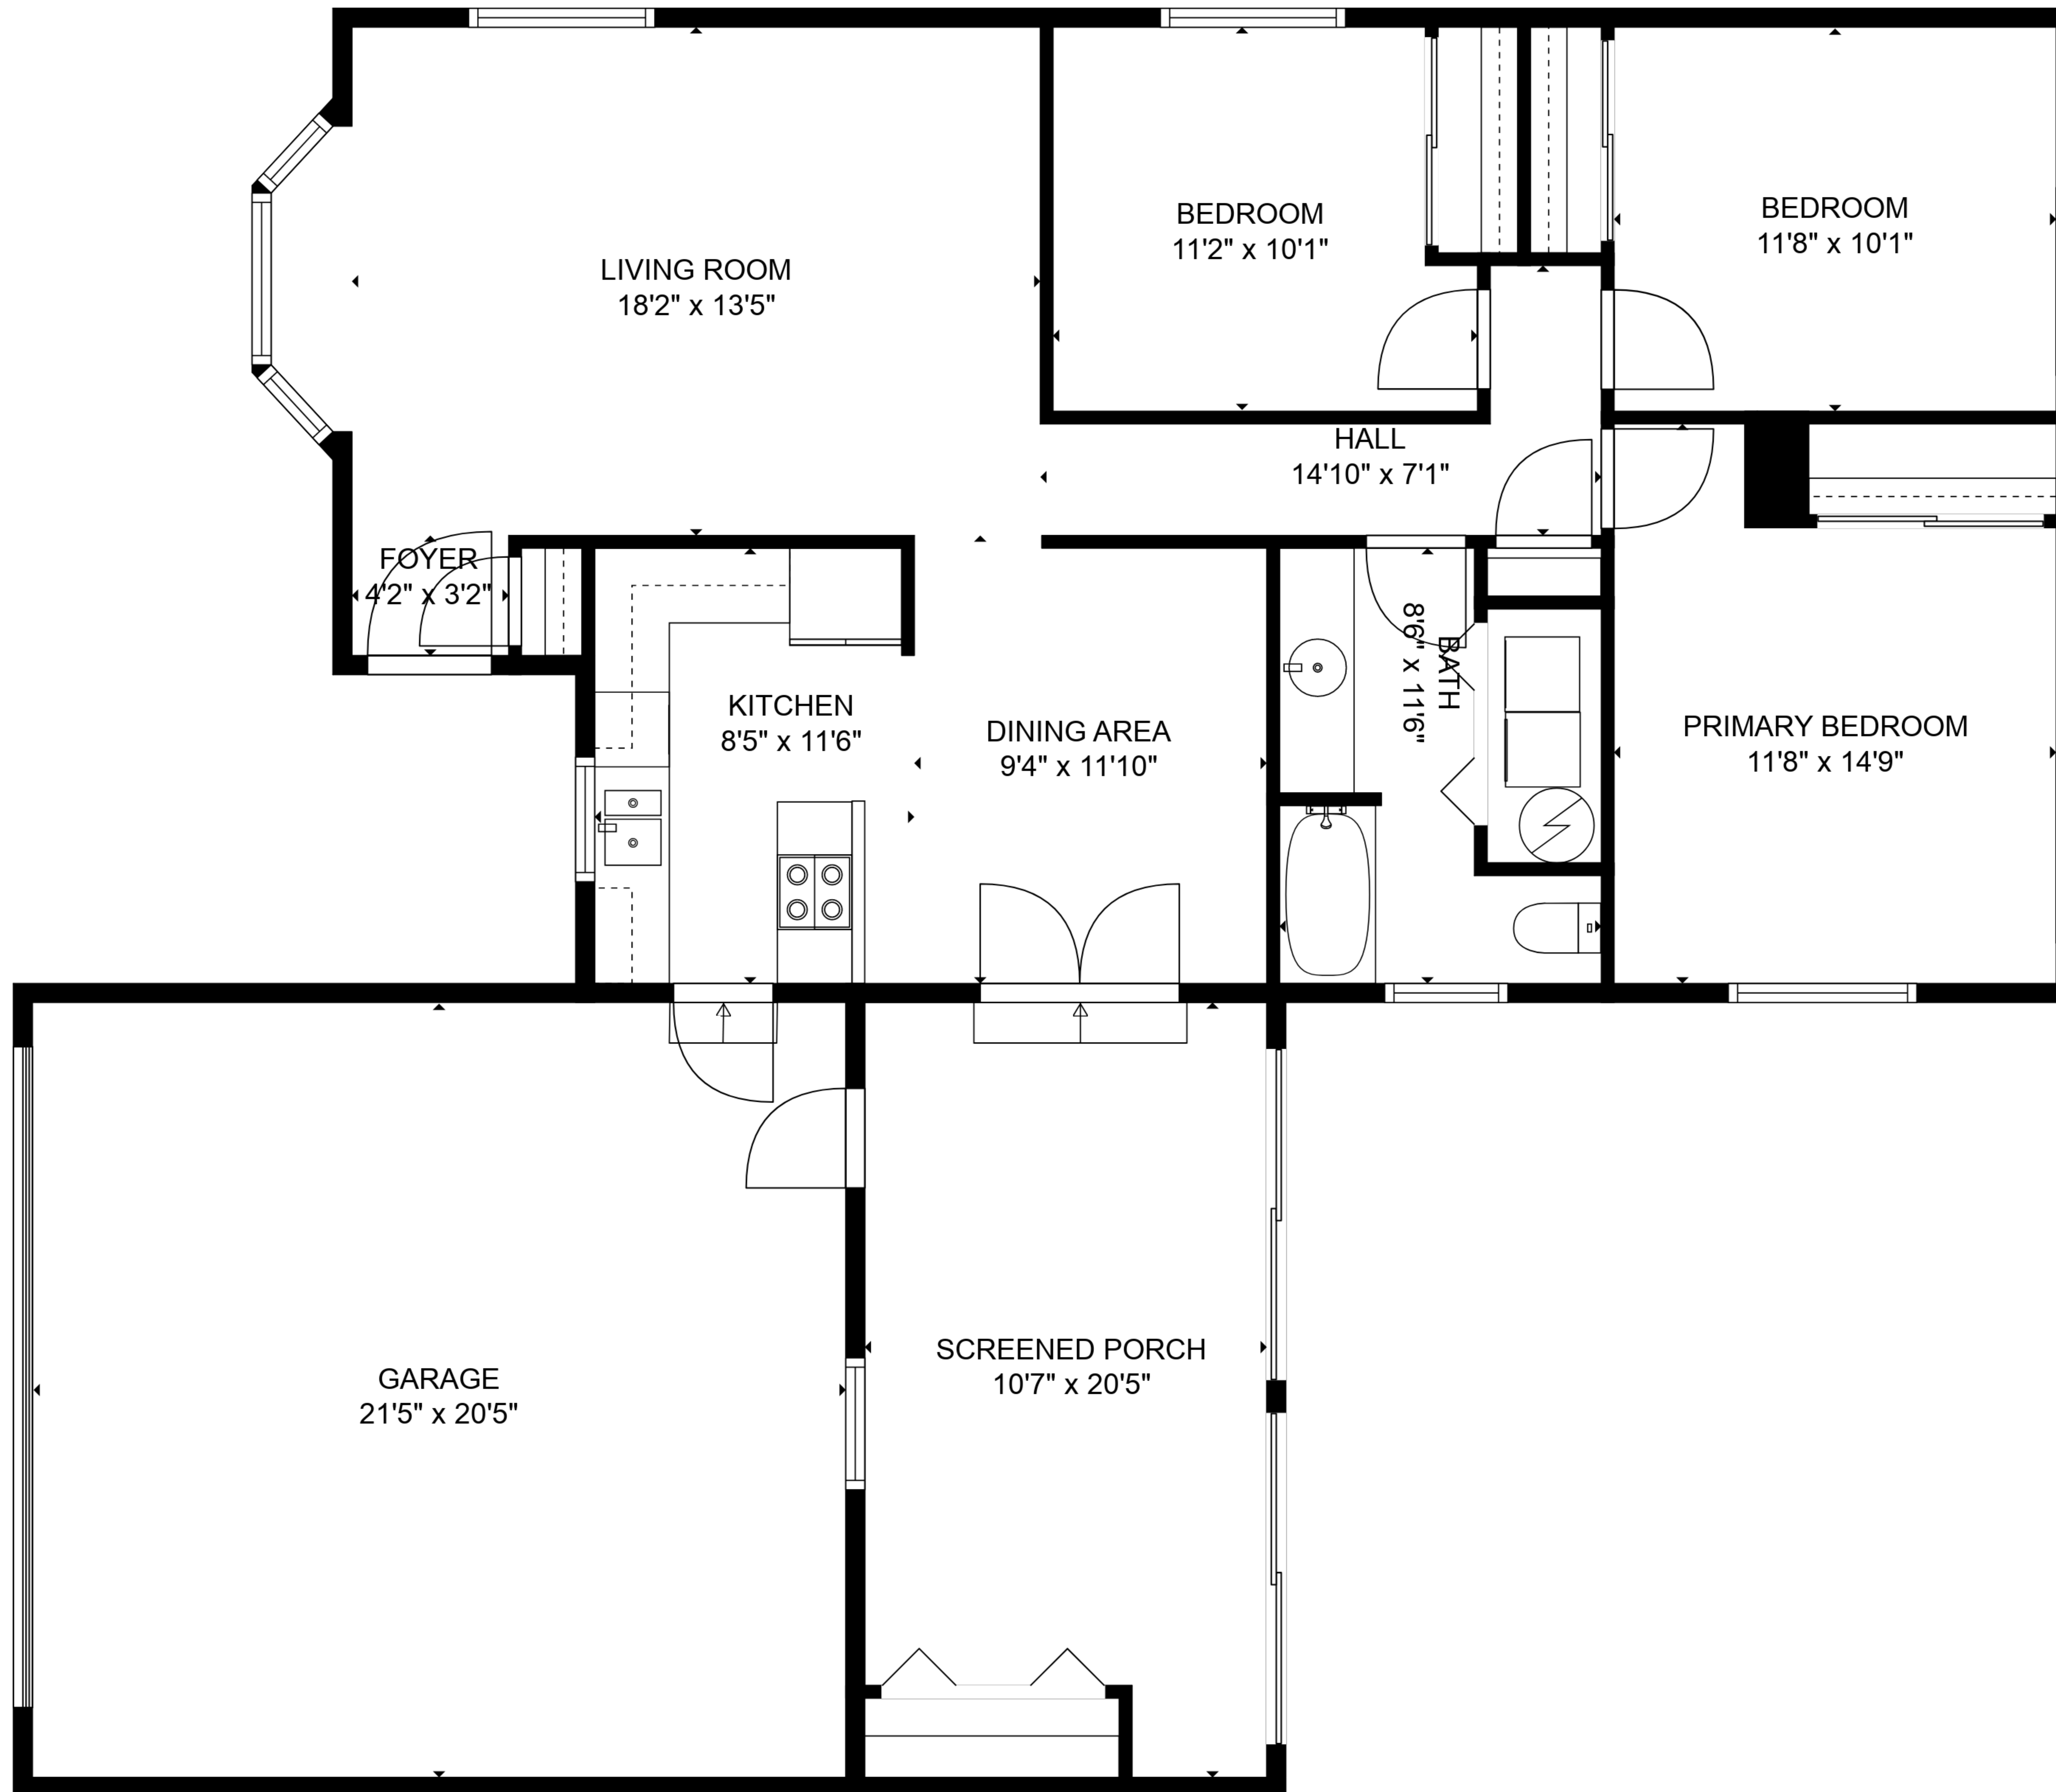 BEDROOM
11'8" x 10'1"
BEDROOM
11'2" x 10'1"
LIVING ROOM
18'2" x 13'5"
HALL
14'10" x 7'1"
FOYER
4'2" x 3'2"
BATH
8'6" x 11'6"
KITCHEN
8'5" x 11'6"
DINING AREA
9'4" x 11'10"
PRIMARY BEDROOM
11'8" x 14'9"
SCREENED PORCH
10'7" x 20'5"
GARAGE
21'5" x 20'5"